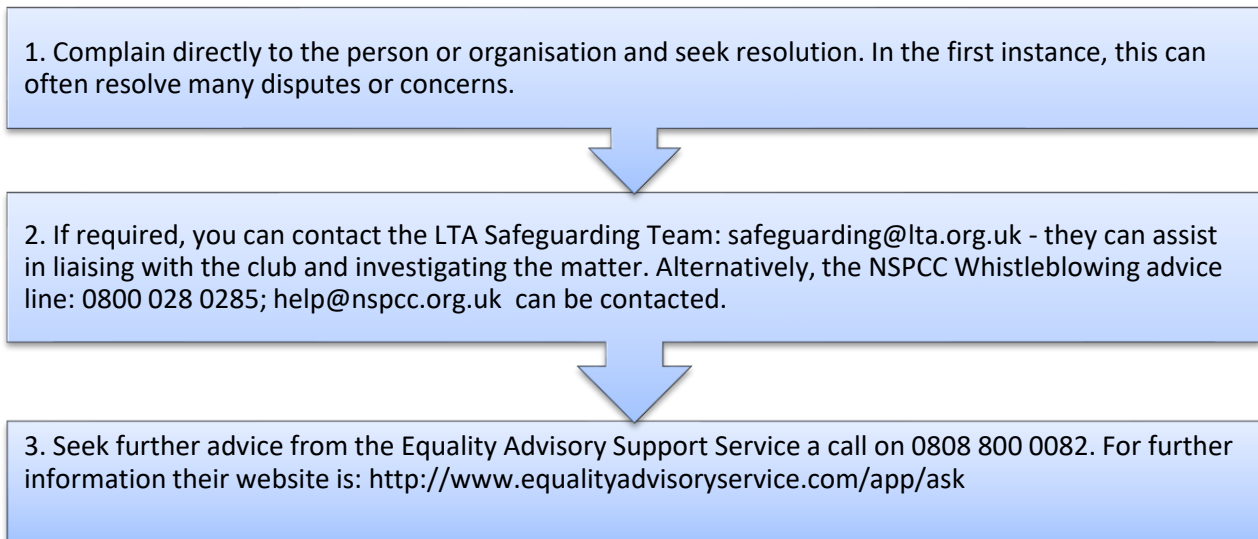 1. Complain directly to the person or organisation and seek resolution. In the first instance, this can
often resolve many disputes or concerns.
2. If required, you can contact the LTA Safeguarding Team: safeguarding@lta.org.uk - they can assist
in liaising with the club and investigating the matter. Alternatively, the NSPCC Whistleblowing advice
line: 0800 028 0285; help@nspcc.org.uk  can be contacted.
3. Seek further advice from the Equality Advisory Support Service a call on 0808 800 0082. For further
information their website is: http://www.equalityadvisoryservice.com/app/ask